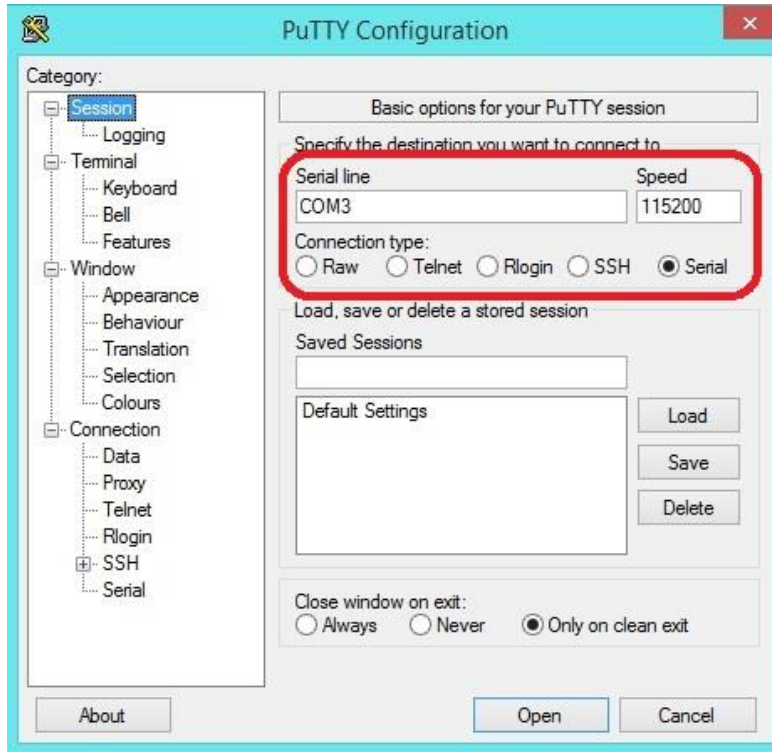 PuTTY Configuration
Category:
Session
Logging
Terminal
Keyboard
Bell
Features
Window
Appearance
Behaviour
Translation
Selection
Colours
Connection
Data
Proxy
Telnet
Rlogin
SSH
Serial
Basic options for your PuTTY session
Specify the destination you want to connect to
Serial line Speed
COM3 115200
Connection type:
Raw Telnet Rlogin SSH Serial
Load, save or delete a stored session
Saved Sessions
Default Settings
Load
Save
Delete
Close window on exit:
Always Never Only on clean exit
About Open Cancel